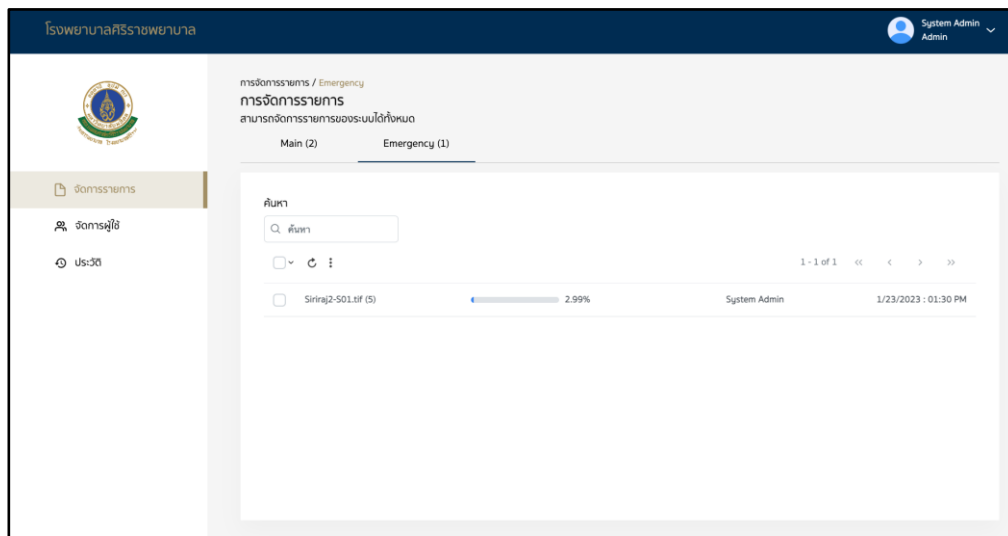 โรงพยาบาลศิริราชพยาบาล
System Admin
Admin
การจัดการรายการ / Emergency
การจัดการรายการ
สามารถจัดการรายการของระบบได้ทั้งหมด
Main (2) Emergency (1)
จัดการรายการ
จัดการผู้ใช้
ประวัติ
ค้นหา
ค้นหา
1 - 1 of 1
Siriraj2-S01.tif (5) 2.99% System Admin 1/23/2023 : 01:30 PM